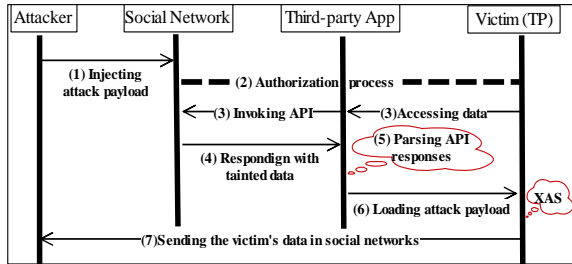 Attacker
Social Network
Third-party App
Victim (TP)
(1) Injecting
attack payload
(2) Authorization process
(3) Invoking API
(3)Accessing data
(4) Respondign with
tainted data
(5) Parsing API
responses
(6) Loading attack payload
XAS
(7)Sending the victim's data in social networks